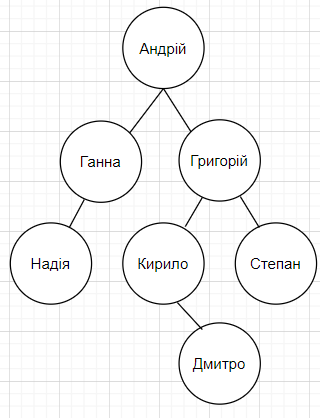 Андрій
Ганна
Григорій
Надія
Кирило
Степан
Дмитро